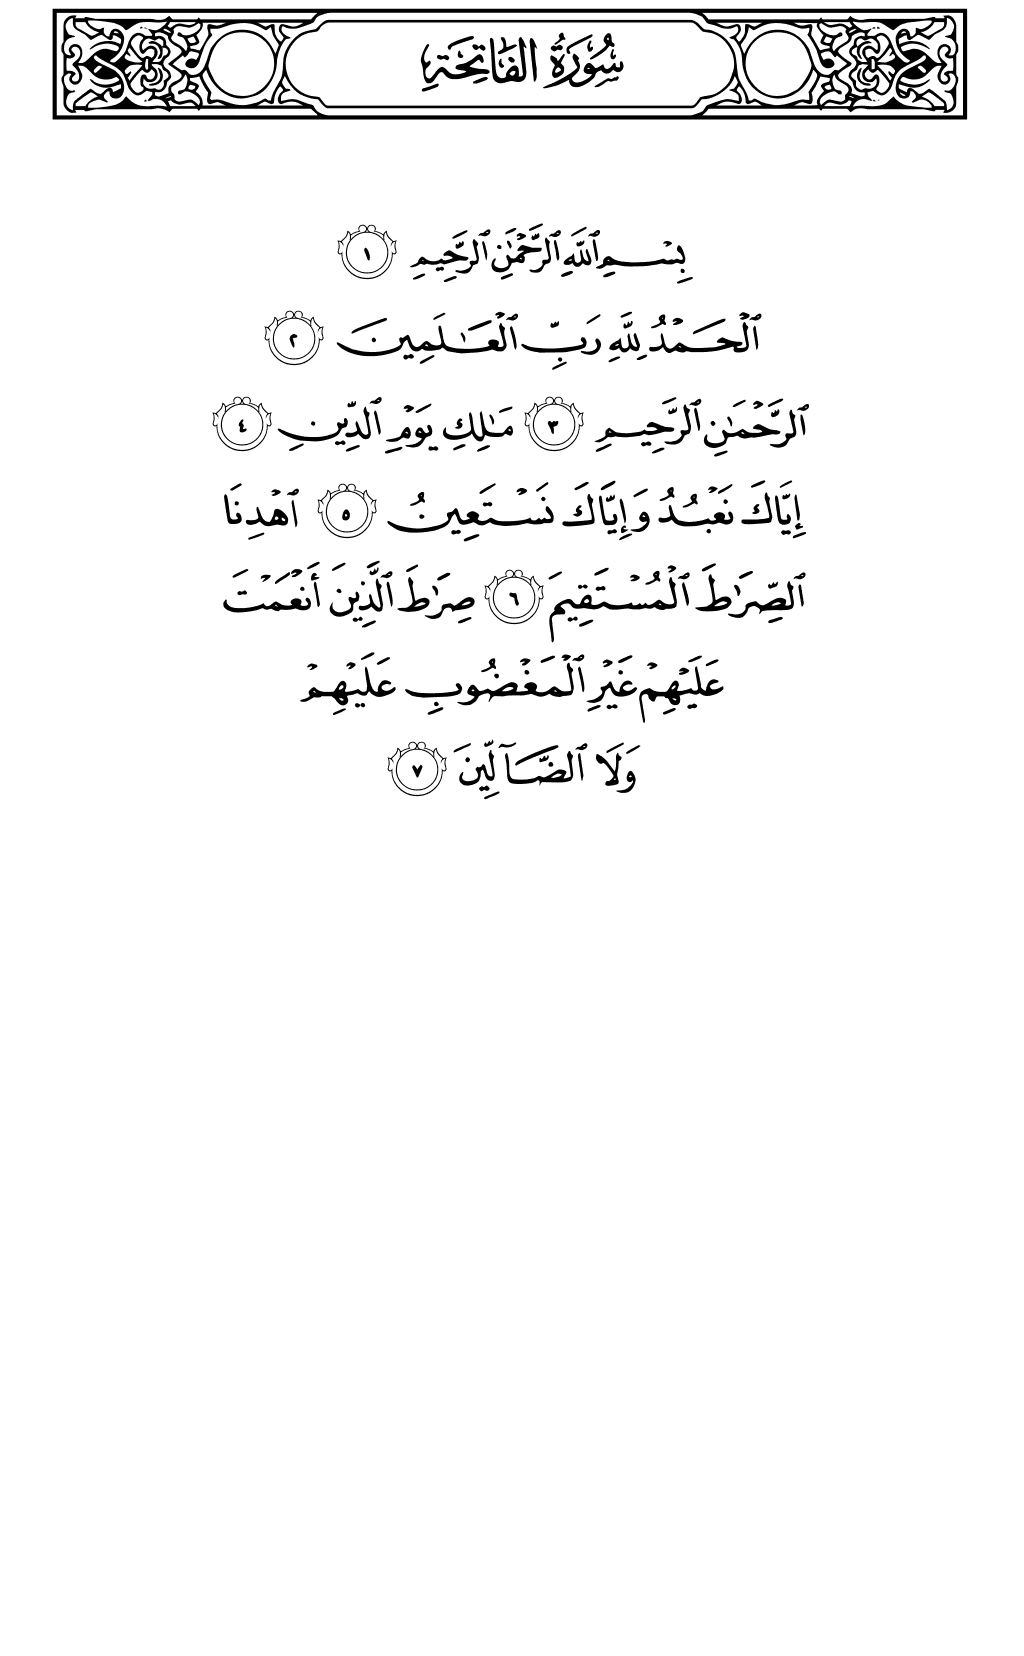 سُورَةُ الفَاتِحَةِ
بِسۡمِ ٱللَّهِ ٱلرَّحۡمَٰنِ ٱلرَّحِيمِ ١
ٱلۡحَمۡدُ لِلَّهِ رَبِّ ٱلۡعَٰلَمِينَ ٢
ٱلرَّحۡمَٰنِ ٱلرَّحِيمِ ٣ مَٰلِكِ يَوۡمِ ٱلدِّينِ ٤
إِيَّاكَ نَعۡبُدُ وَإِيَّاكَ نَسۡتَعِينُ ٥ ٱهۡدِنَا
ٱلصِّرَٰطَ ٱلۡمُسۡتَقِيمَ ٦ صِرَٰطَ ٱلَّذِينَ أَنۡعَمۡتَ
عَلَيۡهِمۡ غَيۡرِ ٱلۡمَغۡضُوبِ عَلَيۡهِمۡ
وَلَا ٱلضَّآلِّينَ ٧